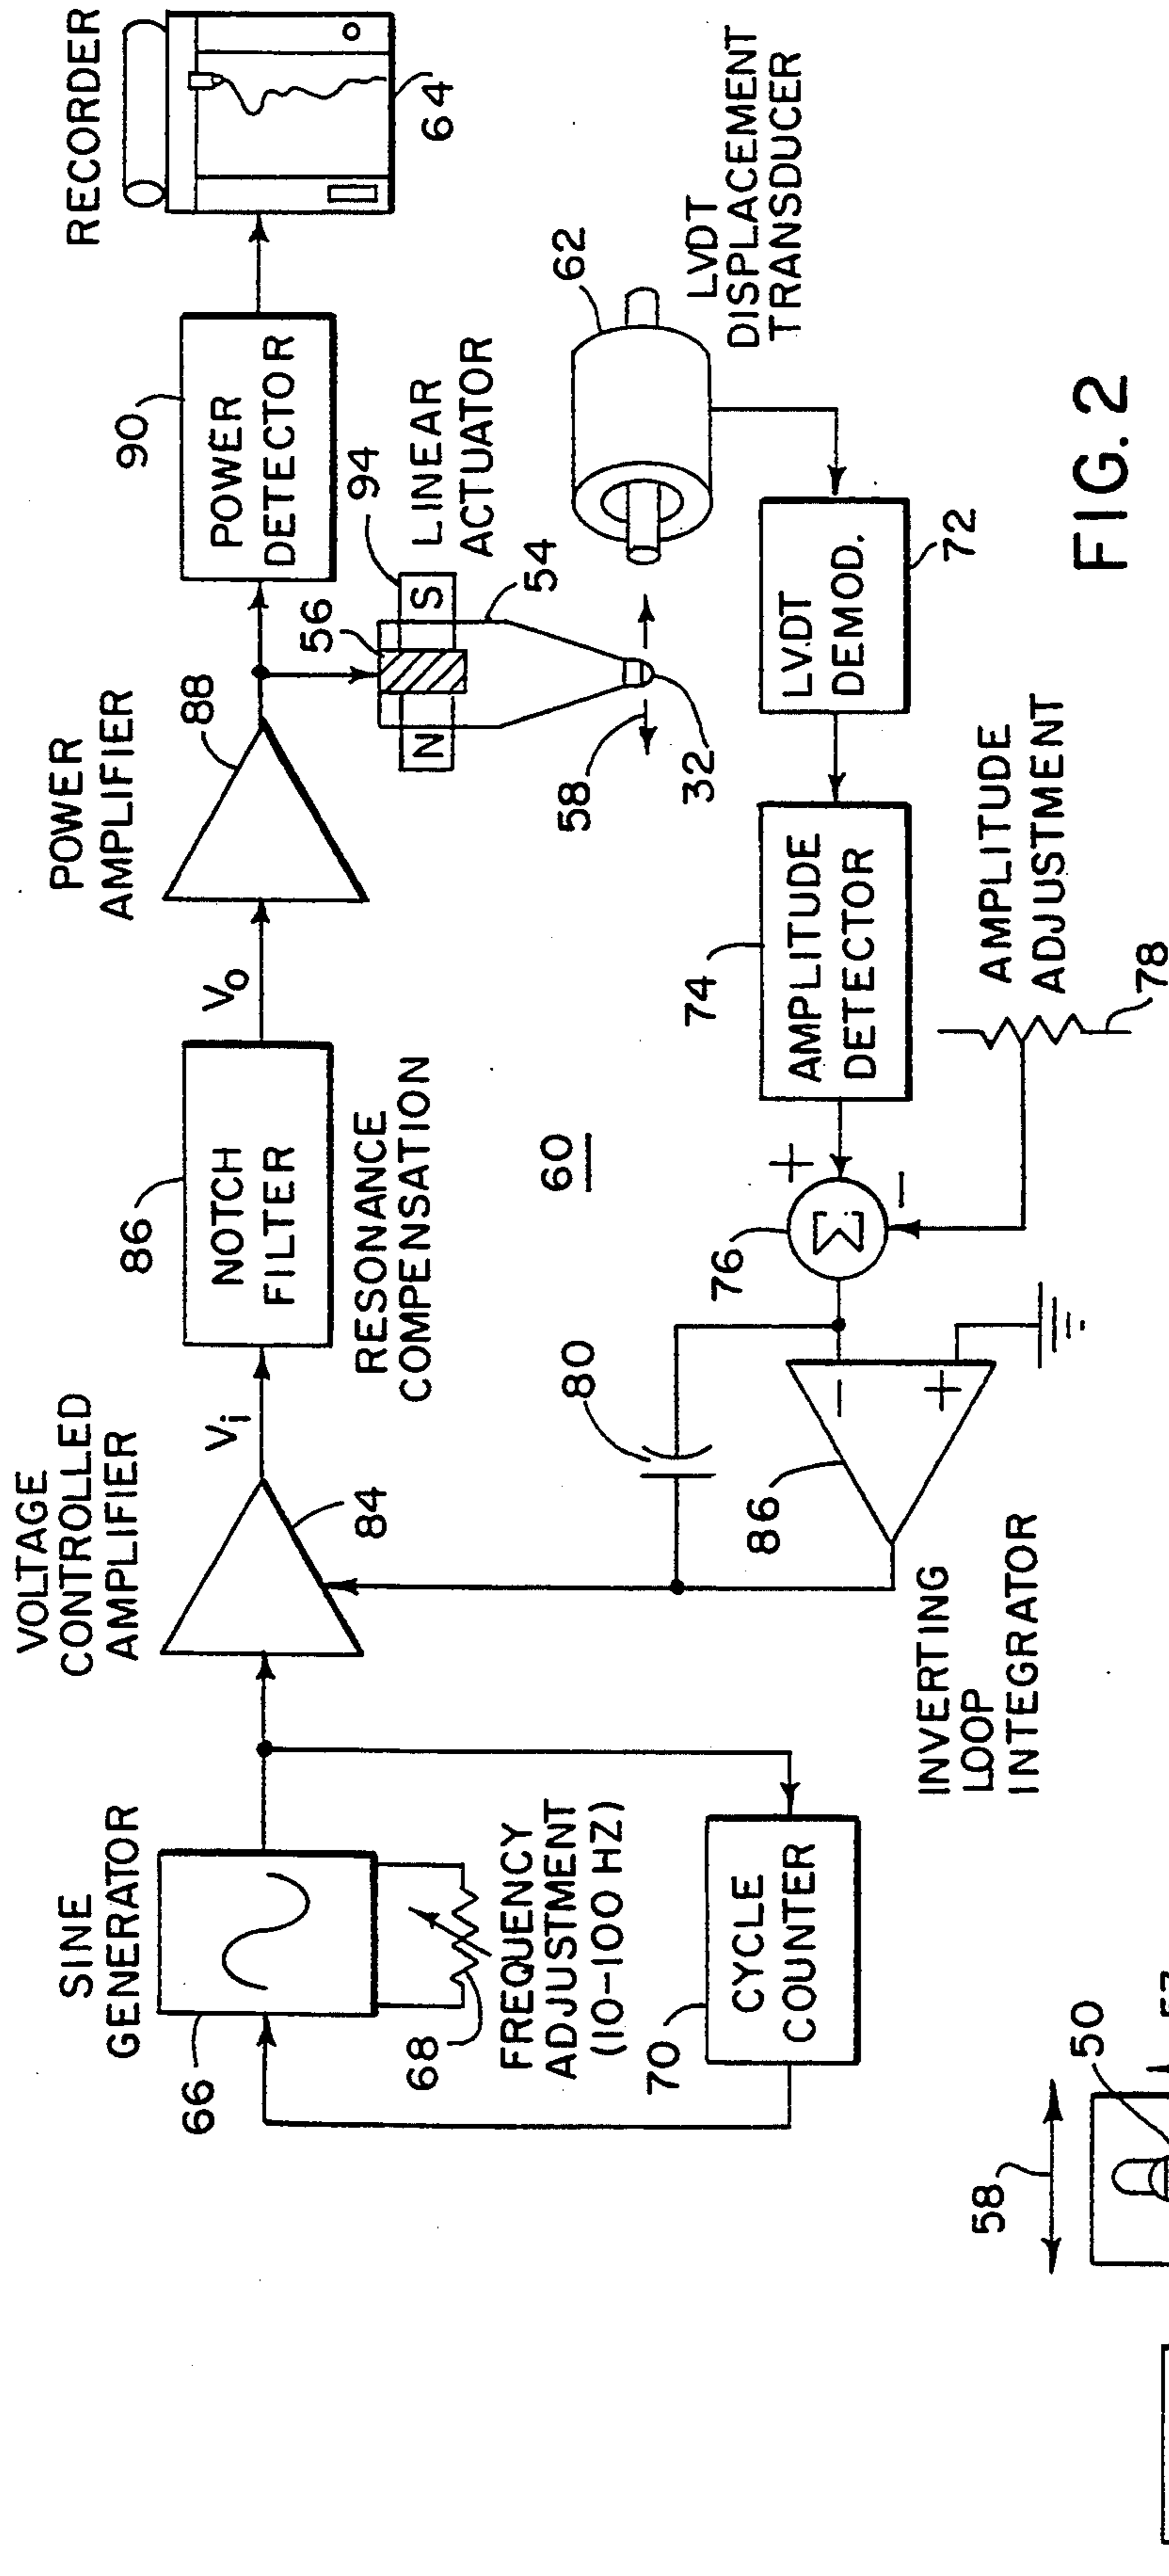 SINE
GENERATOR
66
68
FREQUENCY
ADJUSTMENT
(10-100 HZ)
70
CYCLE
COUNTER
VOLTAGE
CONTROLLED
AMPLIFIER
84
Vi
86
NOTCH
FILTER
RESONANCE
COMPENSATION
Vo
POWER
AMPLIFIER
88
90
POWER
DETECTOR
RECORDER
64
56
94
N
S
LINEAR
ACTUATOR
54
58
32
62
LVDT
DISPLACEMENT
TRANSDUCER
LVDT
DEMOD.
72
74
AMPLITUDE
DETECTOR
AMPLITUDE
ADJUSTMENT
78
60
76
Σ
+
−
80
86
−
+
INVERTING
LOOP
INTEGRATOR
FIG. 2
58
50